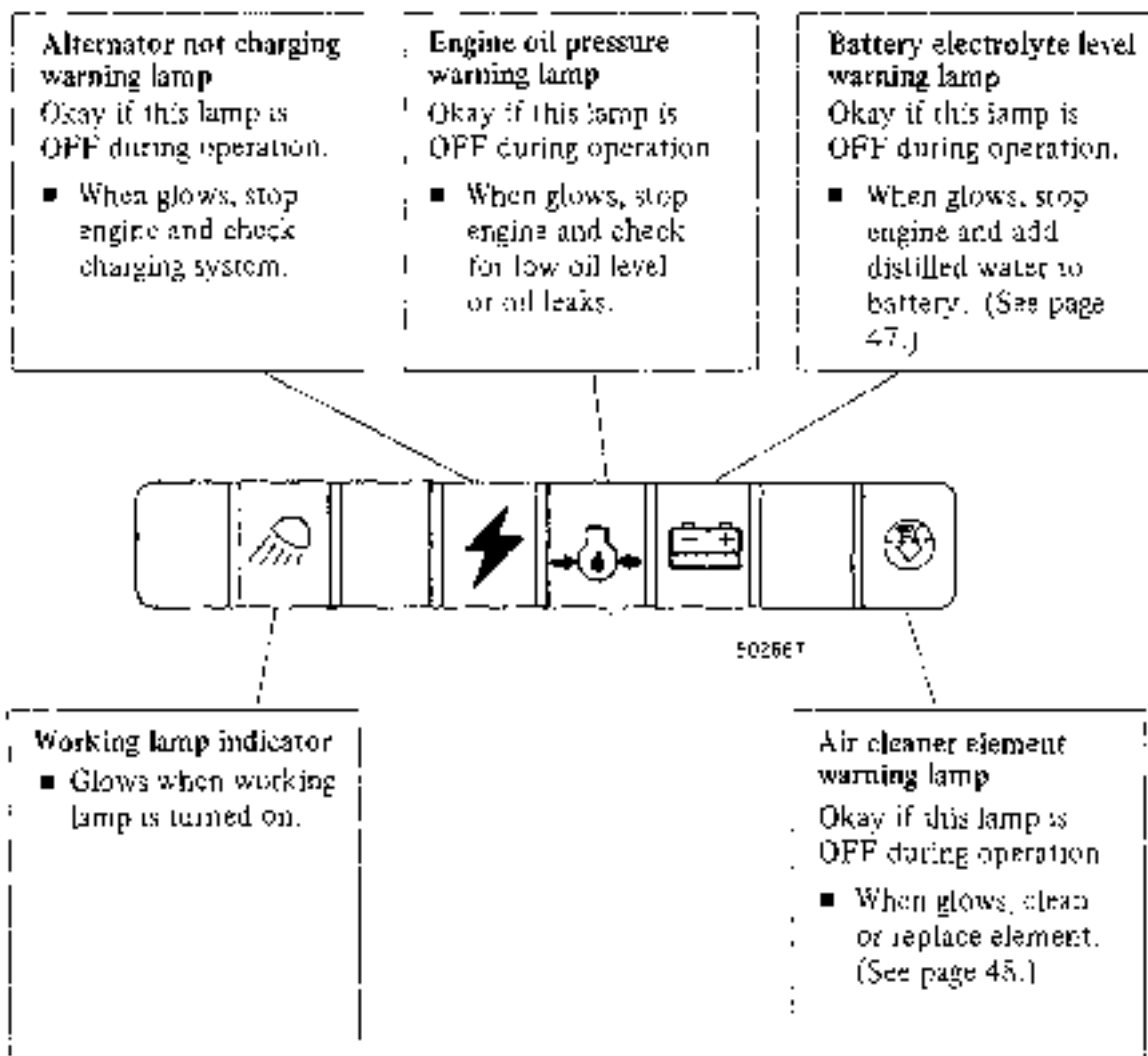 Alternator not charging
warning lamp
Okay if this lamp is
OFF during operation.
■ When glows, stop
engine and check
charging system.
Engine oil pressure
warning lamp
Okay if this lamp is
OFF during operation
■ When glows, stop
engine and check
for low oil level
or oil leaks.
Battery electrolyte level
warning lamp
Okay if this lamp is
OFF during operation.
■ When glows, stop
engine and add
distilled water to
battery. (See page
47.)
Working lamp indicator
■ Glows when working
lamp is turned on.
Air cleaner element
warning lamp
Okay if this lamp is
OFF during operation
■ When glows, clean
or replace element.